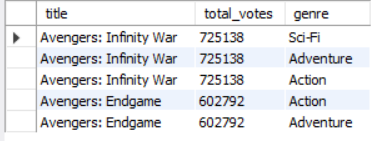 title total_votes genre
Avengers: Infinity War 725138 Sci-Fi
Avengers: Infinity War 725138 Adventure
Avengers: Infinity War 725138 Action
Avengers: Endgame 602792 Action
Avengers: Endgame 602792 Adventure